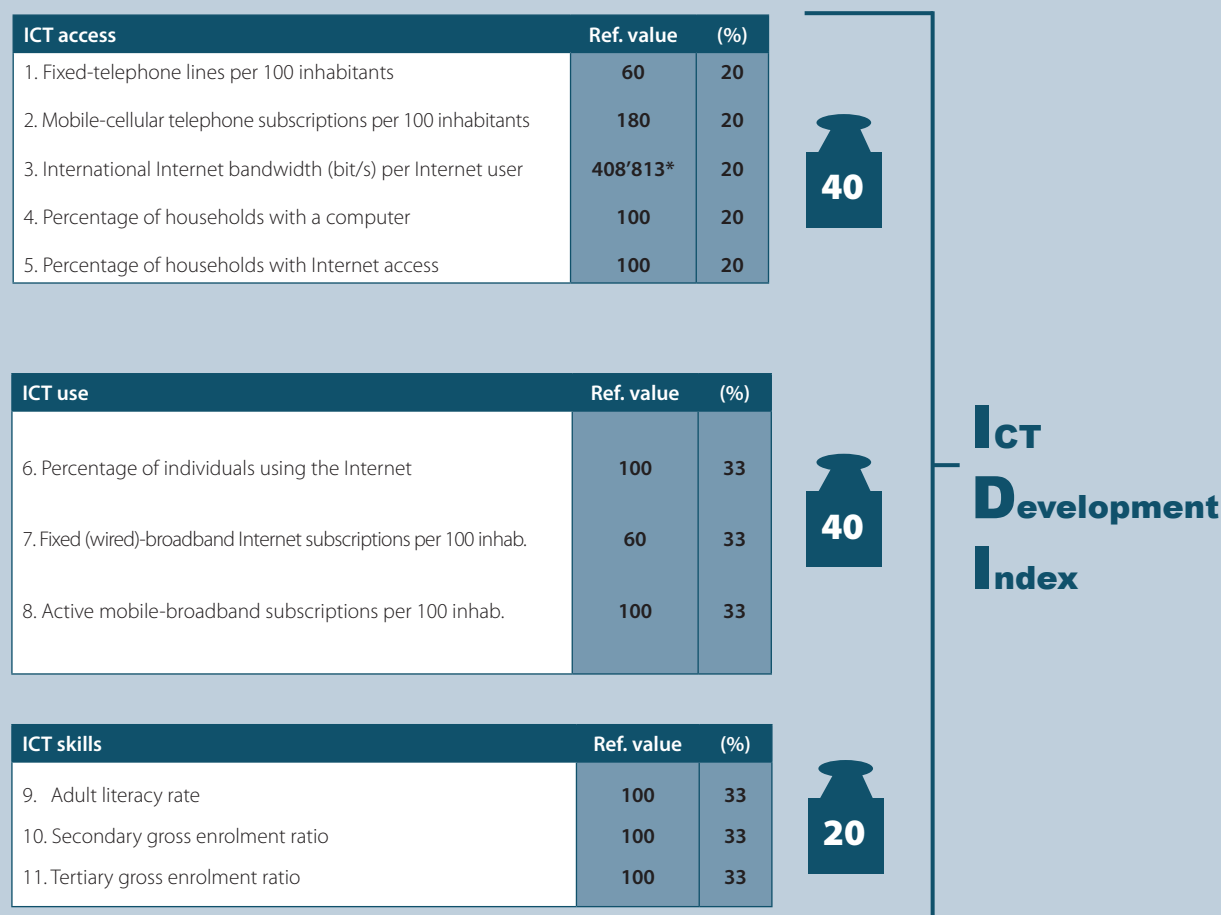 ICT access Ref. value (%)
1. Fixed-telephone lines per 100 inhabitants 60 20
2. Mobile-cellular telephone subscriptions per 100 inhabitants 180 20
3. International Internet bandwidth (bit/s) per Internet user 408’813* 20
4. Percentage of households with a computer 100 20
5. Percentage of households with Internet access 100 20
40
ICT use Ref. value (%)
6. Percentage of individuals using the Internet 100 33
7. Fixed (wired)-broadband Internet subscriptions per 100 inhab. 60 33
8. Active mobile-broadband subscriptions per 100 inhab. 100 33
40
ICT skills Ref. value (%)
9. Adult literacy rate 100 33
10. Secondary gross enrolment ratio 100 33
11. Tertiary gross enrolment ratio 100 33
20
ICT
Development
Index